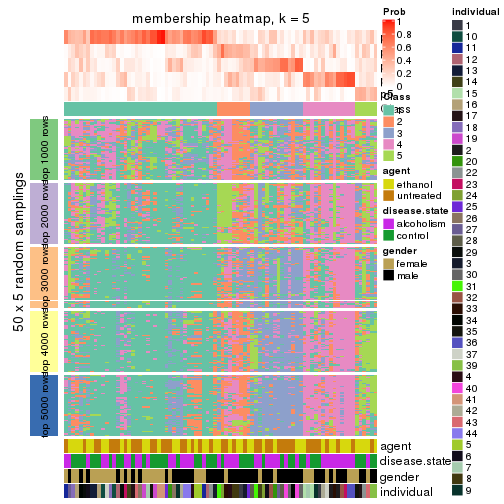 membership heatmap, k = 5
50 x 5 random samplings
top 1000 rows
top 2000 rows
top 3000 rows
top 4000 rows
top 5000 rows
agent
disease.state
gender
individual
Prob
1
0.8
0.6
0.4
0.2
0
Class
1
2
3
4
5
agent
ethanol
untreated
disease.state
alcoholism
control
gender
female
male
individual
1
10
11
12
13
14
15
16
17
18
19
2
20
22
23
24
25
26
27
28
29
3
30
31
32
33
34
35
36
37
39
4
40
41
42
43
44
5
6
7
8
9